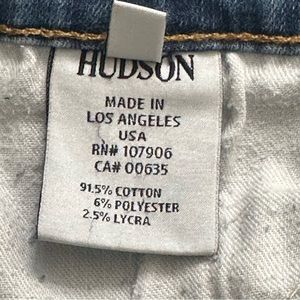 HUDSON
MADE IN
LOS ANGELES
USA
RN# 107906
CA# 00635
91.5% COTTON
6% POLYESTER
2.5% LYCRA